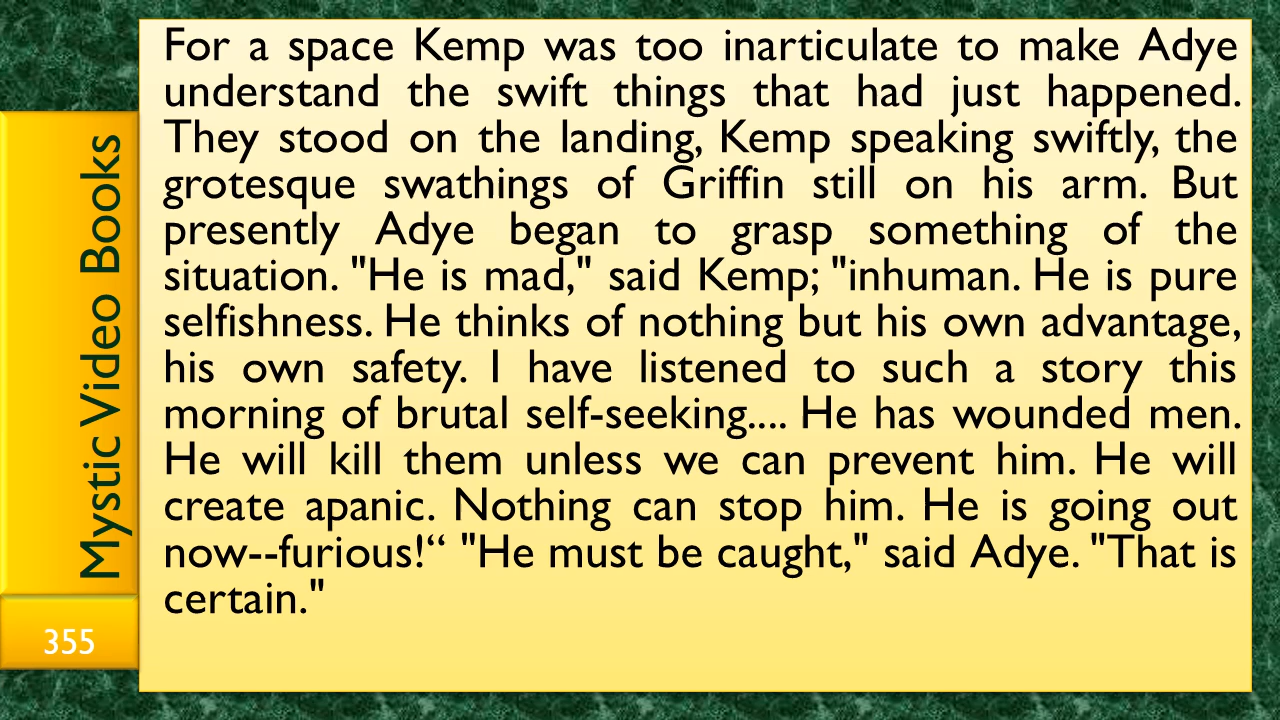 For a space Kemp was too inarticulate to make Adye
understand the swift things that had just happened.
They stood on the landing, Kemp speaking swiftly, the
grotesque swathings of Griffin still on his arm. But
presently Adye began to grasp something of the
situation. "He is mad," said Kemp; "inhuman. He is pure
selfishness. He thinks of nothing but his own advantage,
his own safety. I have listened to such a story this
morning of brutal self-seeking.... He has wounded men.
He will kill them unless we can prevent him. He will
create apanic. Nothing can stop him. He is going out
now--furious!“ "He must be caught," said Adye. "That is
certain."
Mystic Video Books
355